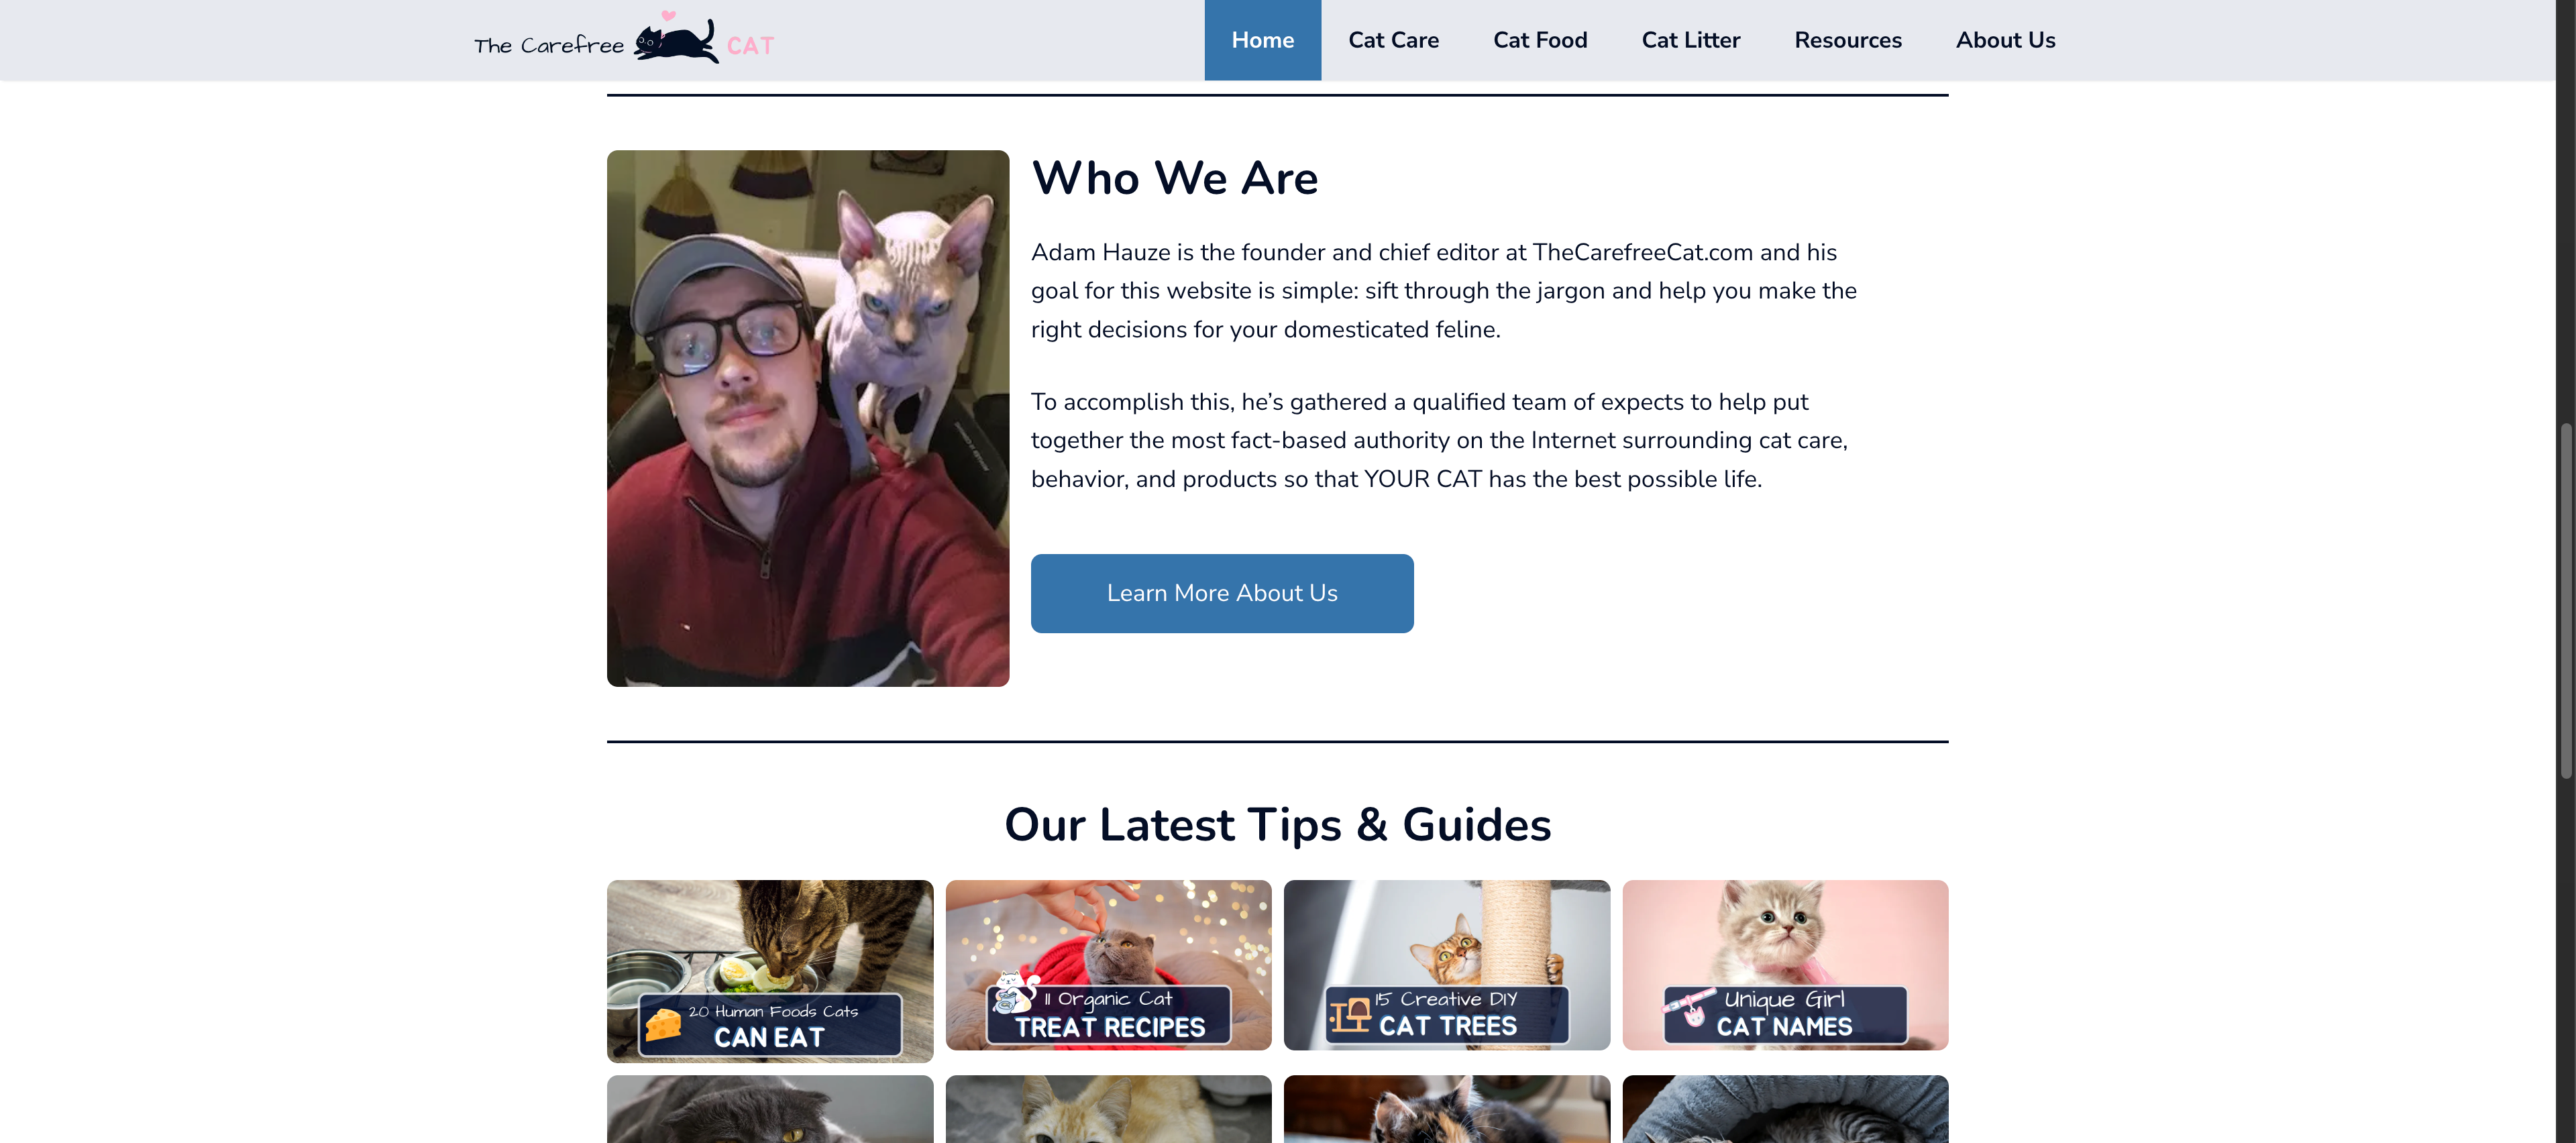 The Carefree CAT
Home Cat Care Cat Food Cat Litter Resources About Us
Who We Are
Adam Hauze is the founder and chief editor at TheCarefreeCat.com and his
goal for this website is simple: sift through the jargon and help you make the
right decisions for your domesticated feline.
To accomplish this, he’s gathered a qualified team of expects to help put
together the most fact-based authority on the Internet surrounding cat care,
behavior, and products so that YOUR CAT has the best possible life.
Learn More About Us
Our Latest Tips & Guides
20 Human Foods Cats
CAN EAT
11 Organic Cat
TREAT RECIPES
15 Creative DIY
CAT TREES
Unique Girl
CAT NAMES